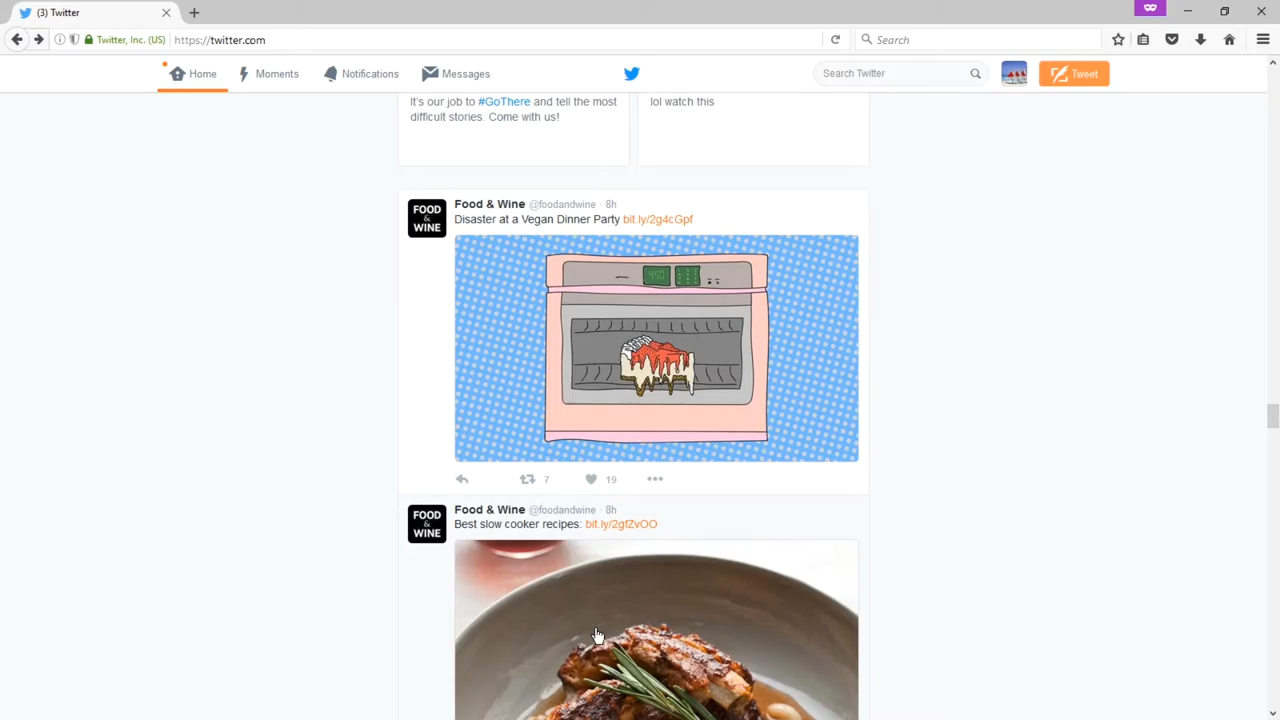 (3) Twitter
Twitter, Inc. (US)
https://twitter.com
Search
Home
Moments
Notifications
Messages
Search Twitter
Tweet
It's our job to #GoThere and tell the most
difficult stories. Come with us!
lol watch this
FOOD
&
WINE
Food & Wine @foodandwine · 8h
Disaster at a Vegan Dinner Party bit.ly/2g4cGpf
450
7
19
FOOD
&
WINE
Food & Wine @foodandwine · 8h
Best slow cooker recipes: bit.ly/2gfZvOO